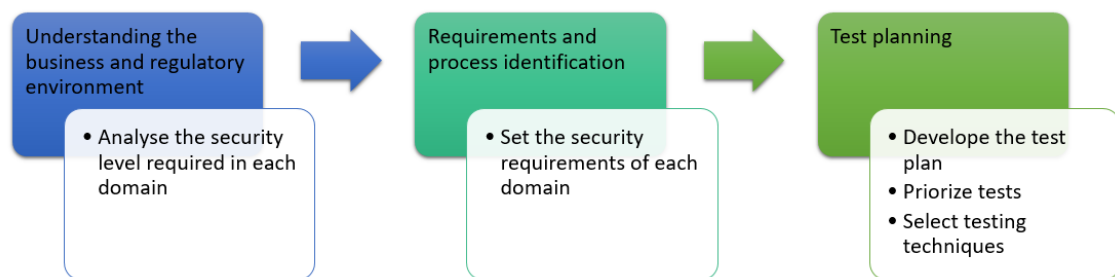 Understanding the
business and regulatory
environment
• Analyse the security
level required in each
domain
Requirements and
process identification
• Set the security
requirements of each
domain
Test planning
• Develope the test
plan
• Priorize tests
• Select testing
techniques